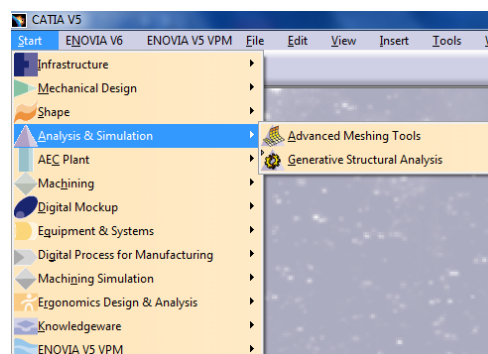 CATIA V5
Start ENOVIA V6 ENOVIA V5 VPM File Edit View Insert Tools
Infrastructure
Mechanical Design
Shape
Analysis & Simulation
Advanced Meshing Tools
AEC Plant
Generative Structural Analysis
Machining
Digital Mockup
Equipment & Systems
Digital Process for Manufacturing
Machining Simulation
Ergonomics Design & Analysis
Knowledgeware
ENOVIA V5 VPM